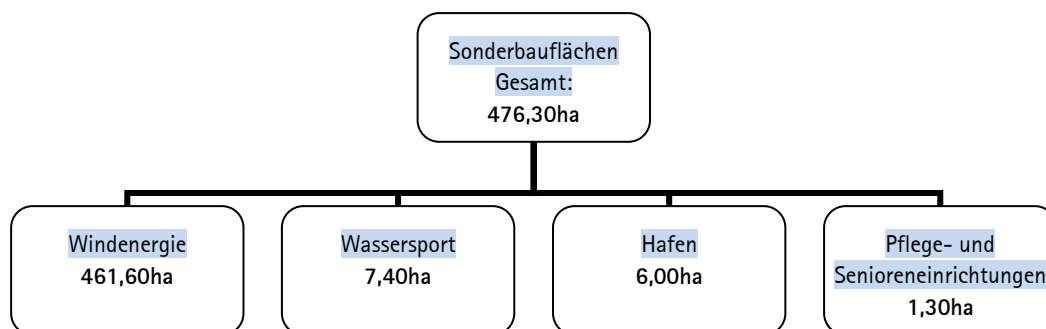 Sonderbauflächen
Gesamt:
476,30ha
Windenergie
461,60ha
Wassersport
7,40ha
Hafen
6,00ha
Pflege- und
Senioreneinrichtungen
1,30ha